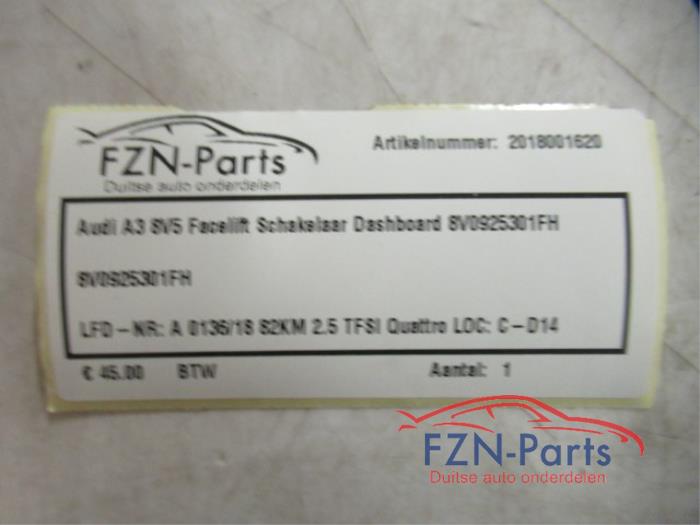 FZN-Parts
Duitse auto onderdelen
Artikelnummer: 2018001620
Audi A3 8V5 Facelift Schakelaar Dashboard 8V0925301FH
8V0925301FH
LFD-NR: A 0136/18 82KM 2.5 TFSI Quattro LOC: C-D14
€ 45.00 BTW Aantal: 1
FZN-Parts
Duitse auto onderdelen